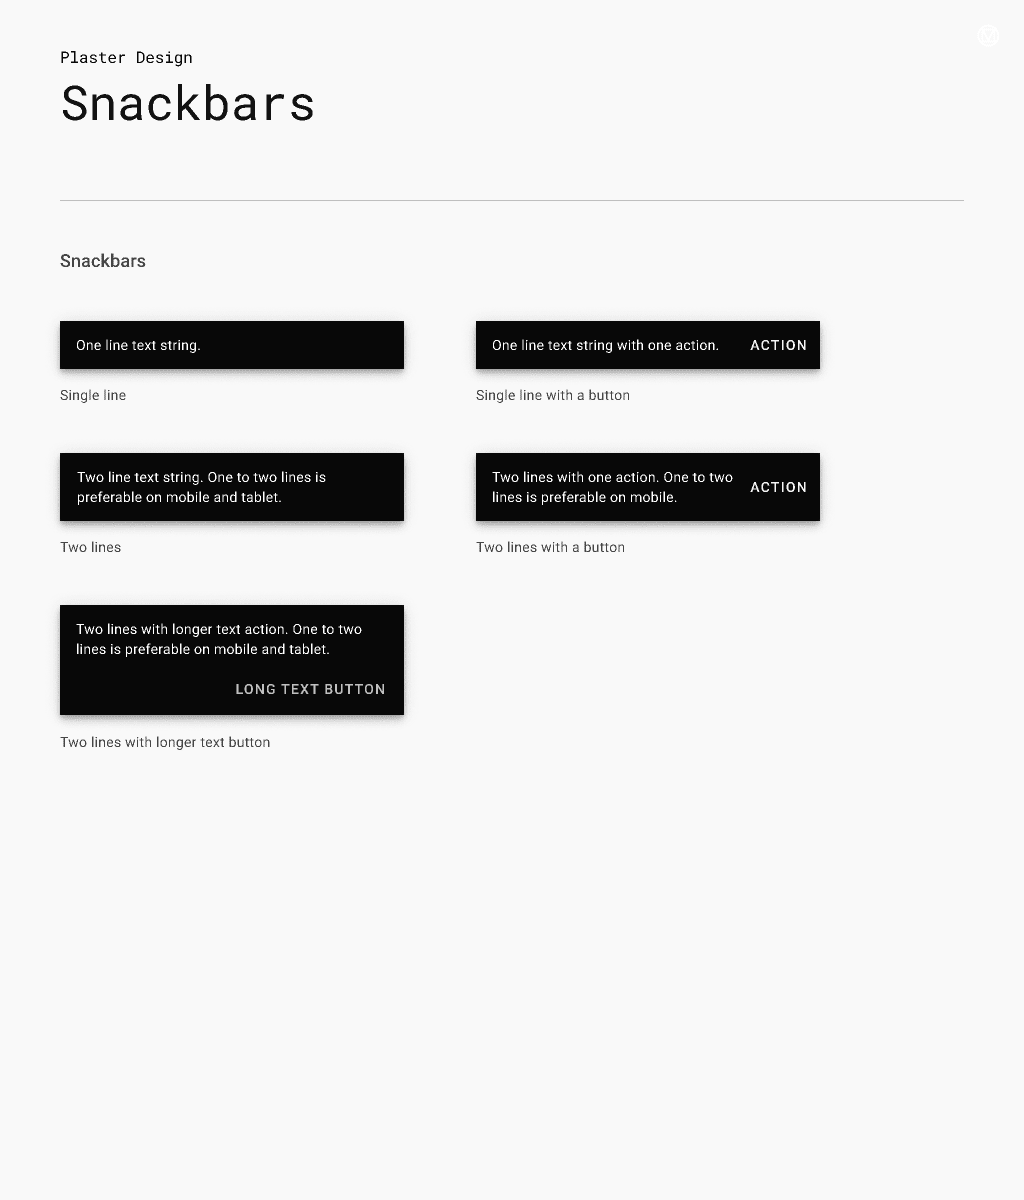 Plaster Design
Snackbars
Snackbars
One line text string.
Single line
One line text string with one action.
ACTION
Single line with a button
Two line text string. One to two lines is
preferable on mobile and tablet.
Two lines
Two lines with one action. One to two
lines is preferable on mobile.
ACTION
Two lines with a button
Two lines with longer text action. One to two
lines is preferable on mobile and tablet.
LONG TEXT BUTTON
Two lines with longer text button